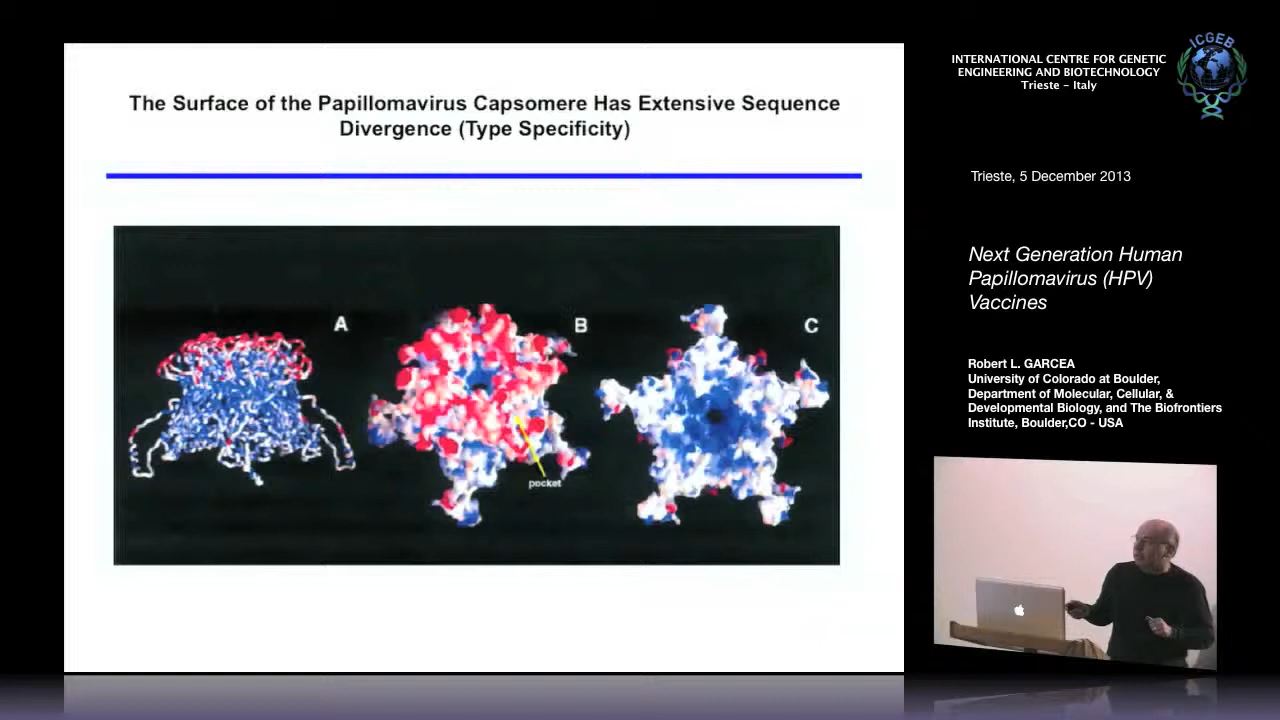 The Surface of the Papillomavirus Capsomere Has Extensive Sequence
Divergence (Type Specificity)
A
B
C
pocket
INTERNATIONAL CENTRE FOR GENETIC
ENGINEERING AND BIOTECHNOLOGY
Trieste - Italy
ICGEB
Trieste, 5 December 2013
Next Generation Human
Papillomavirus (HPV)
Vaccines
Robert L. GARCEA
University of Colorado at Boulder,
Department of Molecular, Cellular, &
Developmental Biology, and The Biofrontiers
Institute, Boulder,CO - USA